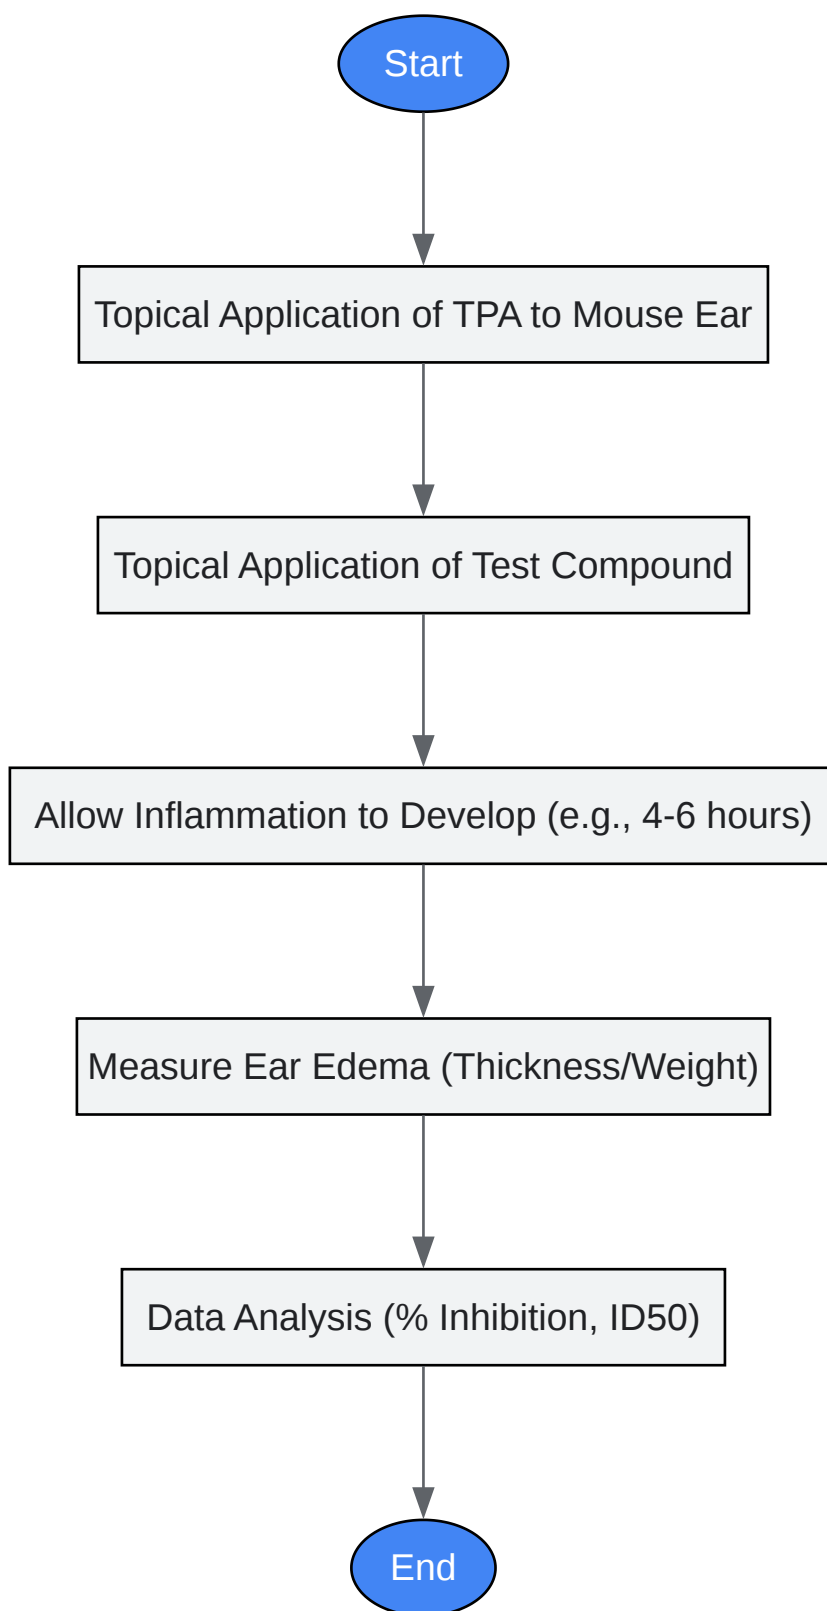 Start
Topical Application of TPA to Mouse Ear
Topical Application of Test Compound
Allow Inflammation to Develop (e.g., 4-6 hours)
Measure Ear Edema (Thickness/Weight)
Data Analysis (% Inhibition, ID50)
End